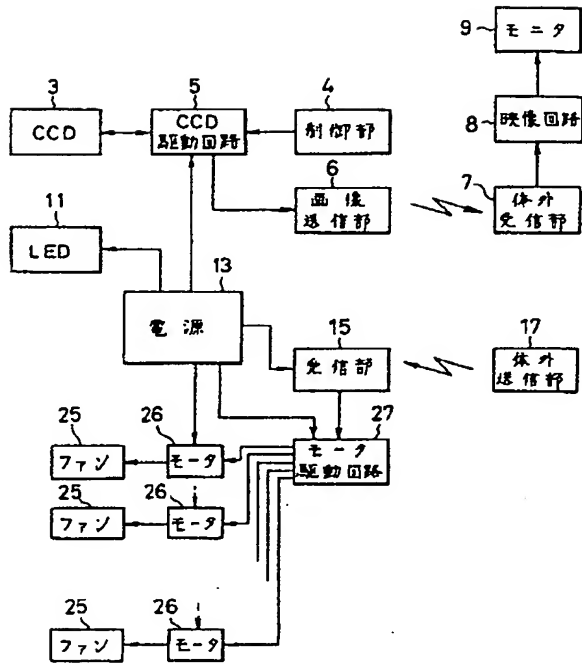 9
モニタ
3
CCD
5
CCD
駆動回路
4
制御部
8
映像回路
6
画像
送信部
7
体外
受信部
11
LED
13
電源
15
受信部
17
体外
送信部
27
モータ
駆動回路
25
ファン
26
モータ
25
ファン
26
モータ
25
ファン
26
モータ